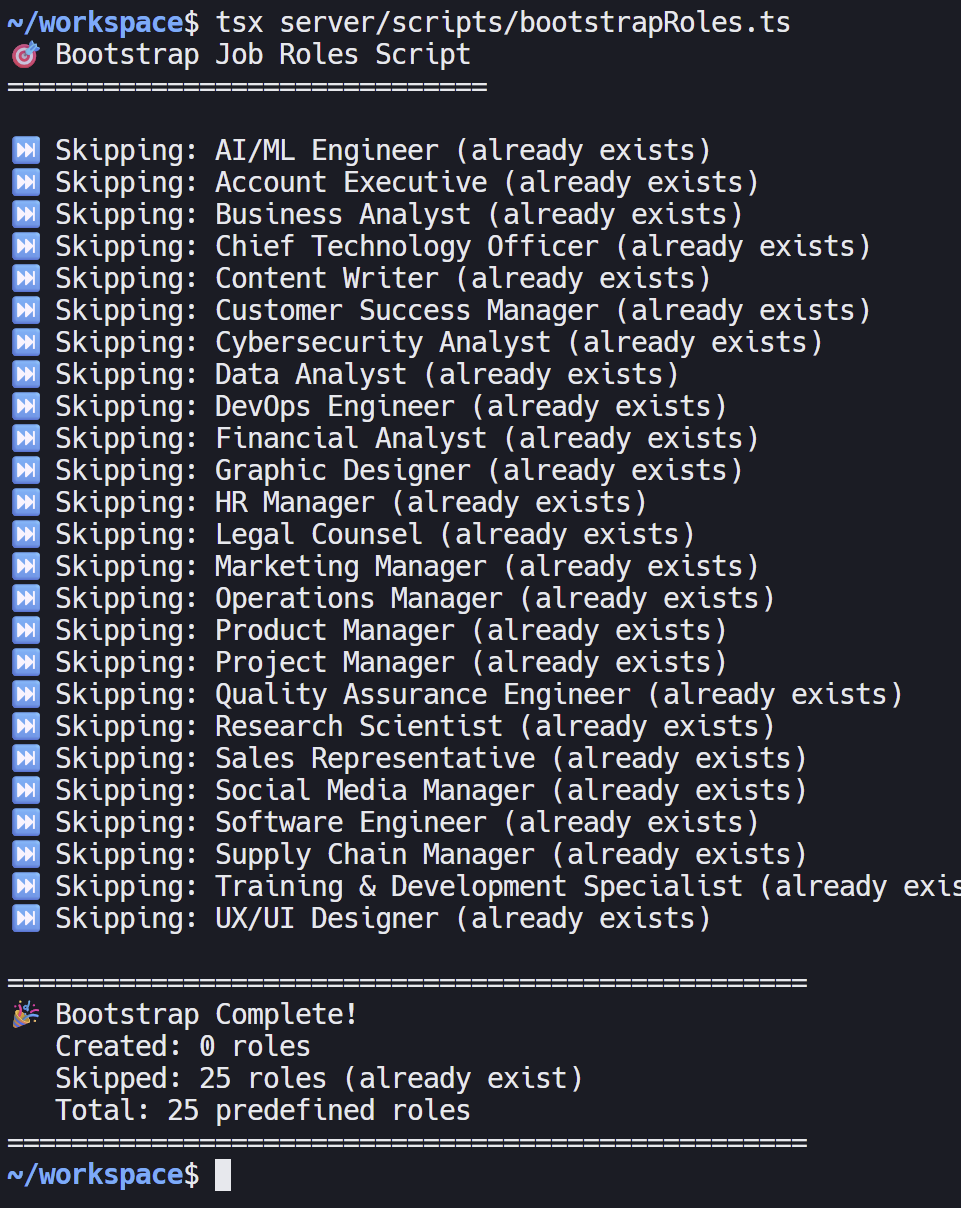 ~/workspace$ tsx server/scripts/bootstrapRoles.ts
🎯 Bootstrap Job Roles Script
==============================
⏭️ Skipping: AI/ML Engineer (already exists)
⏭️ Skipping: Account Executive (already exists)
⏭️ Skipping: Business Analyst (already exists)
⏭️ Skipping: Chief Technology Officer (already exists)
⏭️ Skipping: Content Writer (already exists)
⏭️ Skipping: Customer Success Manager (already exists)
⏭️ Skipping: Cybersecurity Analyst (already exists)
⏭️ Skipping: Data Analyst (already exists)
⏭️ Skipping: DevOps Engineer (already exists)
⏭️ Skipping: Financial Analyst (already exists)
⏭️ Skipping: Graphic Designer (already exists)
⏭️ Skipping: HR Manager (already exists)
⏭️ Skipping: Legal Counsel (already exists)
⏭️ Skipping: Marketing Manager (already exists)
⏭️ Skipping: Operations Manager (already exists)
⏭️ Skipping: Product Manager (already exists)
⏭️ Skipping: Project Manager (already exists)
⏭️ Skipping: Quality Assurance Engineer (already exists)
⏭️ Skipping: Research Scientist (already exists)
⏭️ Skipping: Sales Representative (already exists)
⏭️ Skipping: Social Media Manager (already exists)
⏭️ Skipping: Software Engineer (already exists)
⏭️ Skipping: Supply Chain Manager (already exists)
⏭️ Skipping: Training & Development Specialist (already exis
⏭️ Skipping: UX/UI Designer (already exists)
==================================================
🎉 Bootstrap Complete!
Created: 0 roles
Skipped: 25 roles (already exist)
Total: 25 predefined roles
==================================================
~/workspace$